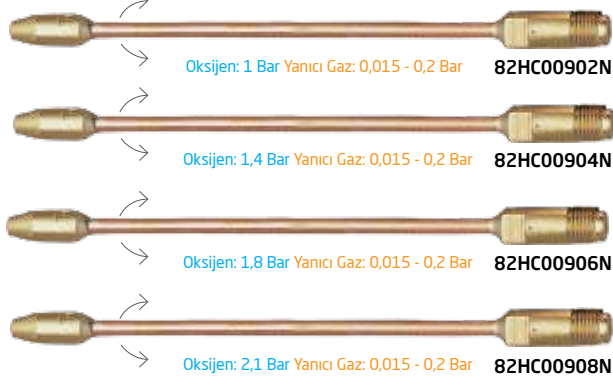 Oksijen: 1 Bar Yanıcı Gaz: 0,015 - 0,2 Bar 82HC00902N
Oksijen: 1,4 Bar Yanıcı Gaz: 0,015 - 0,2 Bar 82HC00904N
Oksijen: 1,8 Bar Yanıcı Gaz: 0,015 - 0,2 Bar 82HC00906N
Oksijen: 2,1 Bar Yanıcı Gaz: 0,015 - 0,2 Bar 82HC00908N